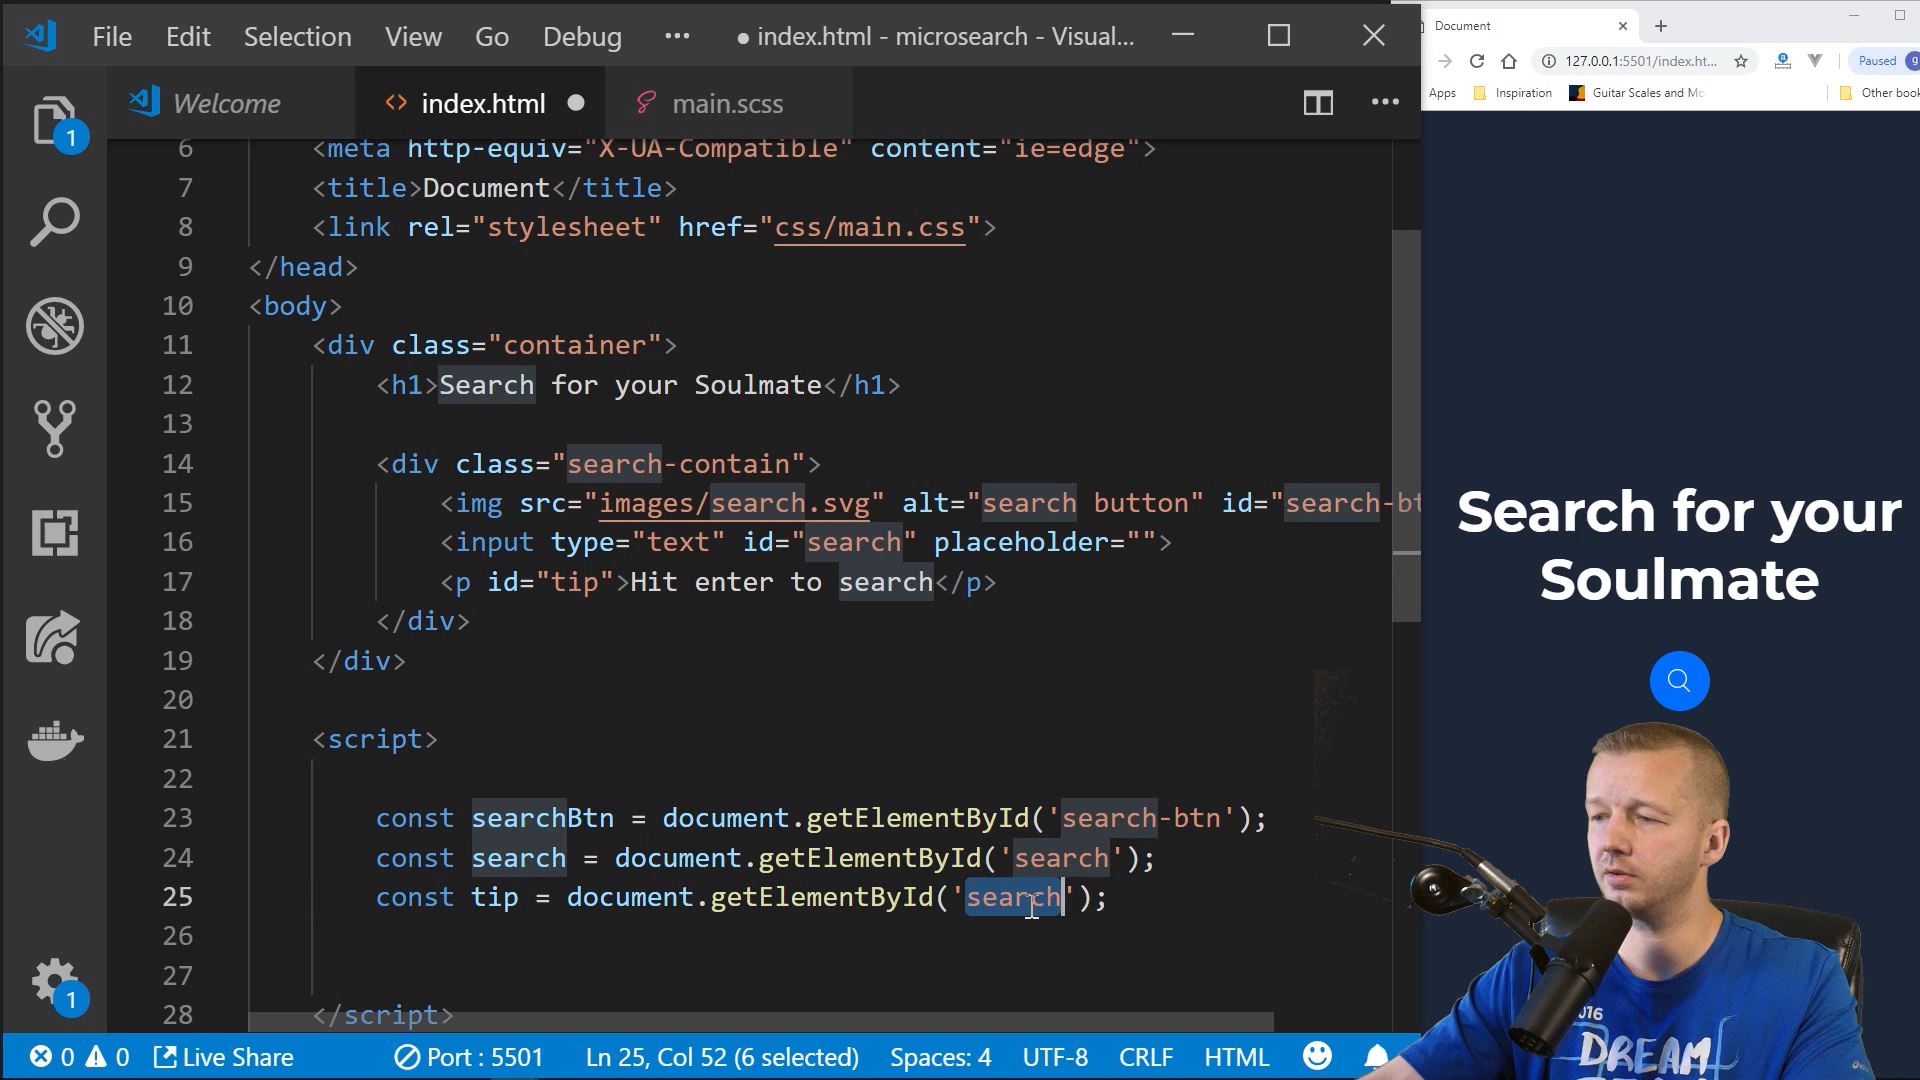 File Edit Selection View Go Debug ••• ● index.html - microsearch - Visual...
Welcome
index.html
main.scss
6 <meta http-equiv="X-UA-Compatible" content="ie=edge">
7 <title>Document</title>
8 <link rel="stylesheet" href="css/main.css">
9 </head>
10 <body>
11 <div class="container">
12 <h1>Search for your Soulmate</h1>
13
14 <div class="search-contain">
15 <img src="images/search.svg" alt="search button" id="search-bt
16 <input type="text" id="search" placeholder="">
17 <p id="tip">Hit enter to search</p>
18 </div>
19 </div>
20
21 <script>
22
23 const searchBtn = document.getElementById('search-btn');
24 const search = document.getElementById('search');
25 const tip = document.getElementById('search');
26
27
28 </script>
1
1
0 0 Live Share Port : 5501 Ln 25, Col 52 (6 selected) Spaces: 4 UTF-8 CRLF HTML
Document
127.0.0.1:5501/index.ht...
Paused g
Apps Inspiration Guitar Scales and Mo Other book
Search for your
Soulmate
016
DREAM